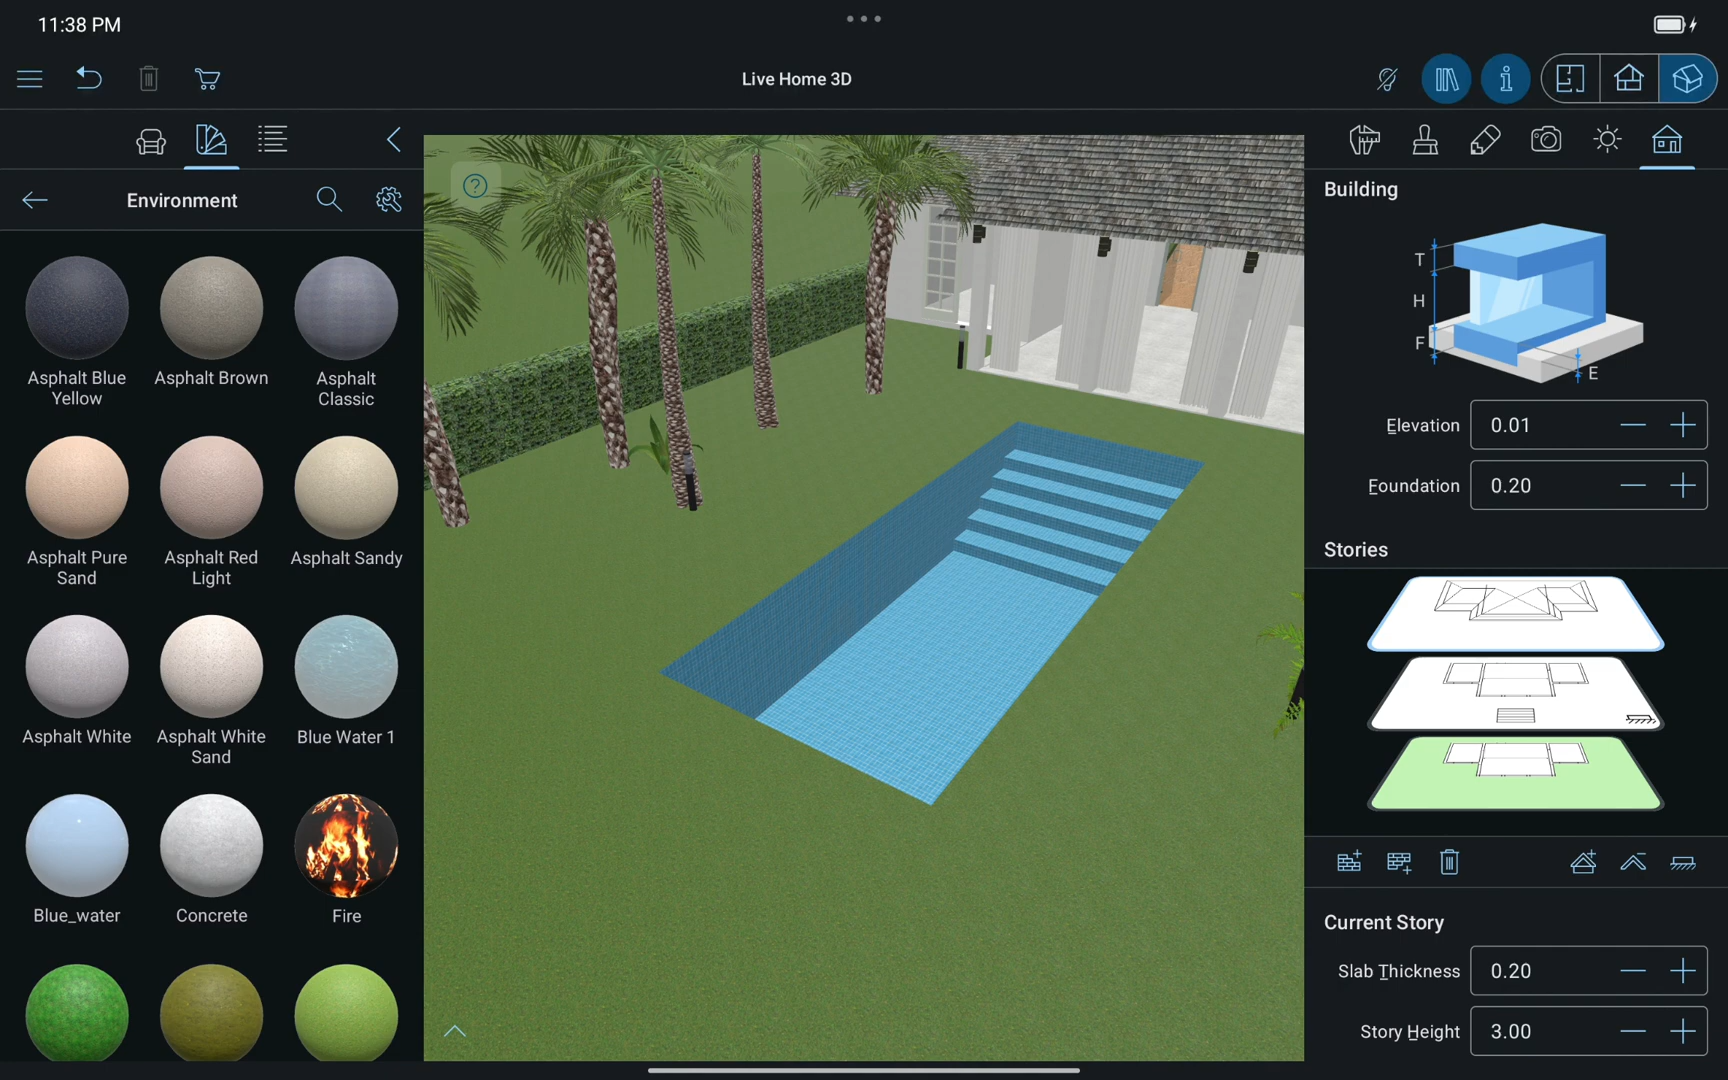 11:38 PM
Live Home 3D
Environment
Asphalt Blue
Yellow
Asphalt Brown
Asphalt
Classic
Asphalt Pure
Sand
Asphalt Red
Light
Asphalt Sandy
Asphalt White
Asphalt White
Sand
Blue Water 1
Blue_water
Concrete
Fire
Building
T
H
F
E
Elevation 0.01
Foundation 0.20
Stories
Current Story
Slab Thickness 0.20
Story Height 3.00